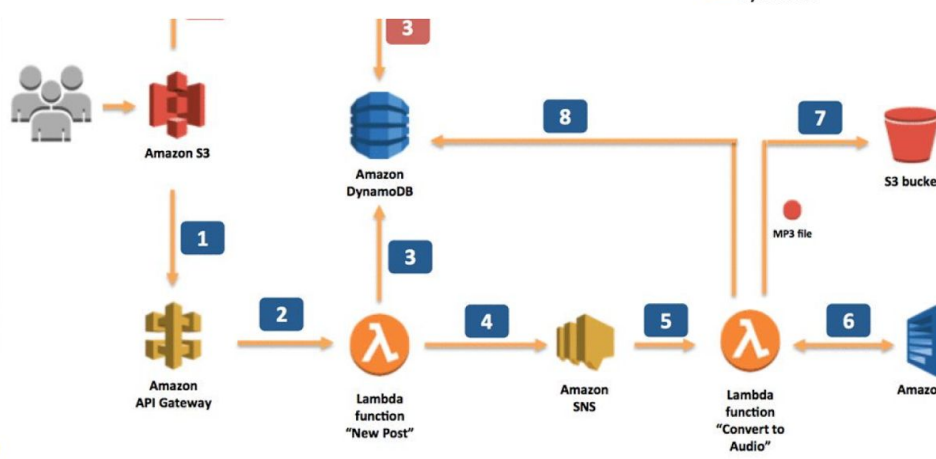 3
8
7
Amazon S3
Amazon
DynamoDB
S3 bucke
MP3 file
1
3
2
4
5
6
Amazon
API Gateway
Lambda
function
“New Post”
Amazon
SNS
Lambda
function
“Convert to
Audio”
Amazo